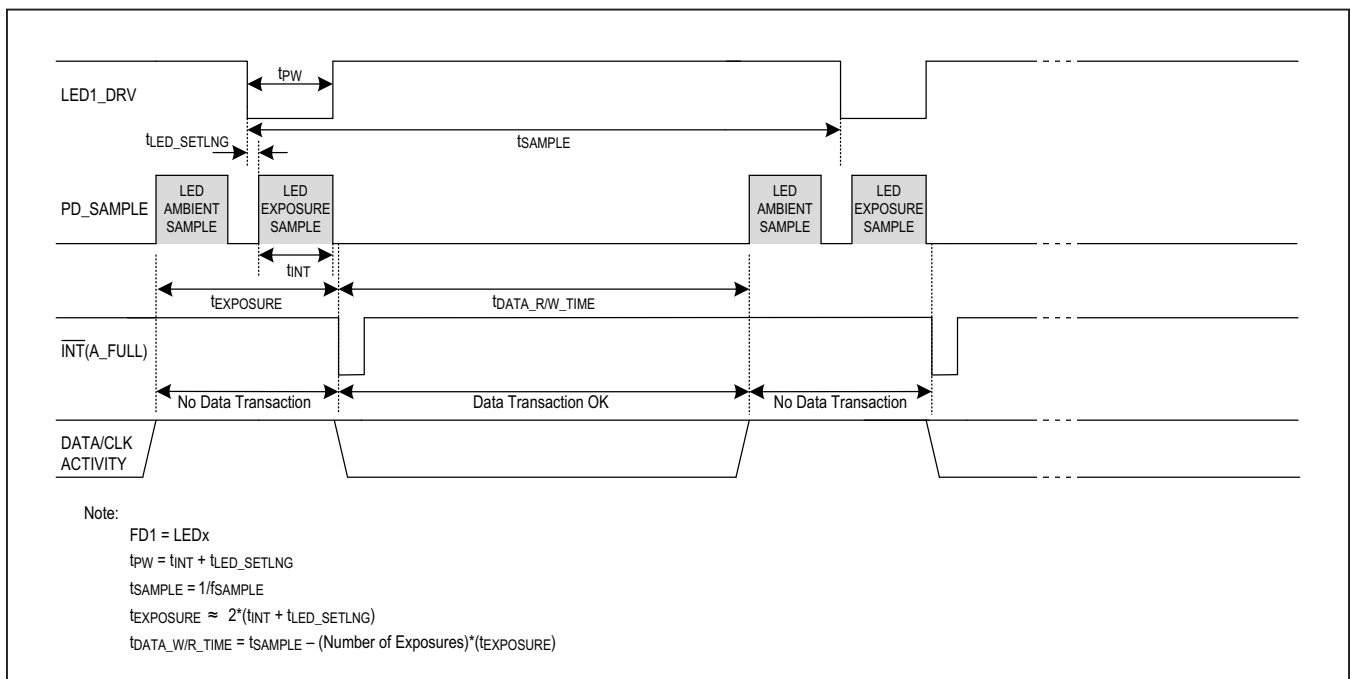 tPW
LED1_DRV
tLED_SETLNG
tSAMPLE
LED AMBIENT SAMPLE
LED EXPOSURE SAMPLE
LED AMBIENT SAMPLE
LED EXPOSURE SAMPLE
PD_SAMPLE
tINT
tEXPOSURE
tDATA_R/W_TIME
INT(A_FULL)
No Data Transaction
Data Transaction OK
No Data Transaction
DATA/CLK
ACTIVITY
Note:
FD1 = LEDx
tPW = tINT + tLED_SETLNG
tSAMPLE = 1/fSAMPLE
tEXPOSURE ≈ 2*(tINT + tLED_SETLNG)
tDATA_W/R_TIME = tSAMPLE – (Number of Exposures)*(tEXPOSURE)